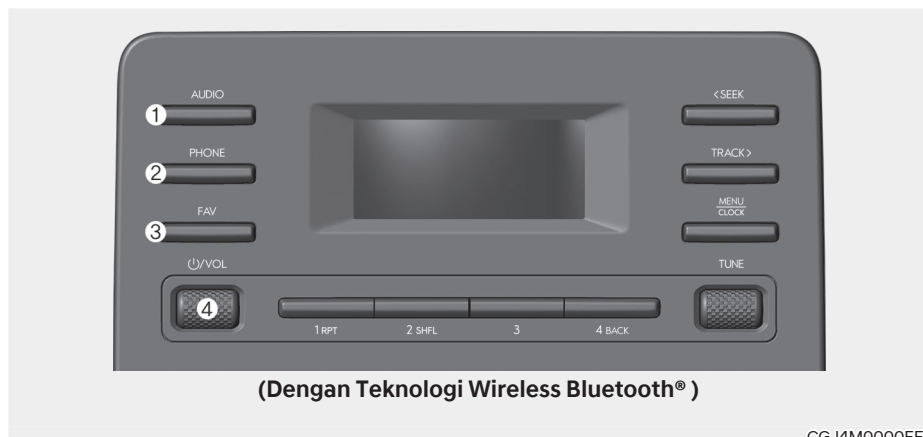 AUDIO
<SEEK
①
PHONE
TRACK>
②
FAV
MENU
CLOCK
③
⏻/VOL
TUNE
④
1 RPT
2 SHFL
3
4 BACK
(Dengan Teknologi Wireless Bluetooth® )